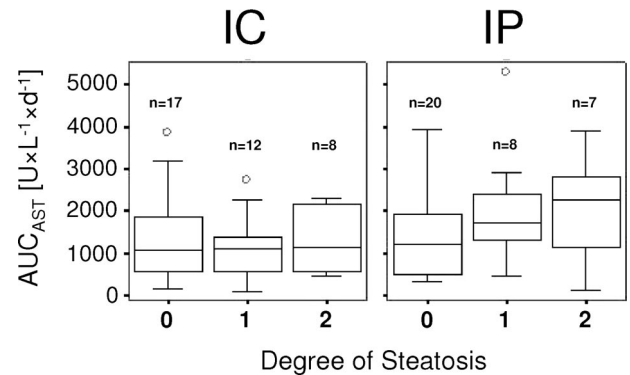 IC IP
AUC_AST [U×L⁻¹×d⁻¹]
5000
4000
3000
2000
1000
0
n=17
n=12
n=8
n=20
n=8
n=7
0 1 2 0 1 2
Degree of Steatosis